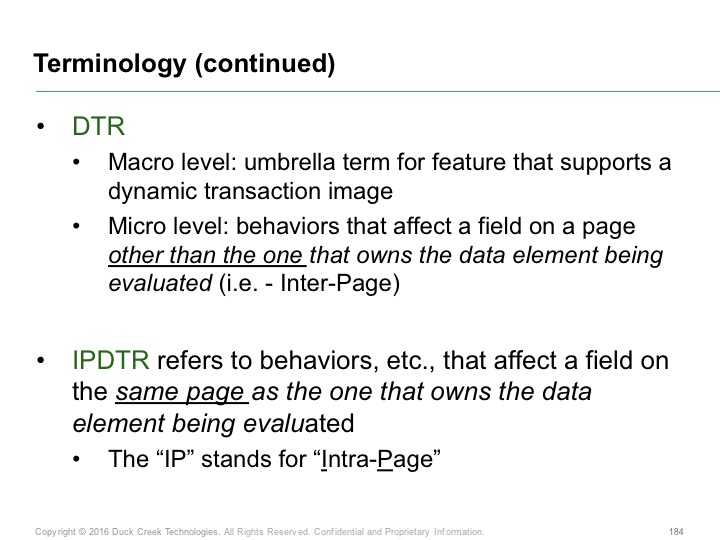 Terminology (continued)
• DTR
• Macro level: umbrella term for feature that supports a
dynamic transaction image
• Micro level: behaviors that affect a field on a page
other than the one that owns the data element being
evaluated (i.e. - Inter-Page)
• IPDTR refers to behaviors, etc., that affect a field on
the same page as the one that owns the data
element being evaluated
• The “IP” stands for “Intra-Page”
Copyright © 2016 Duck Creek Technologies. All Rights Reserved. Confidential and Proprietary Information. 184